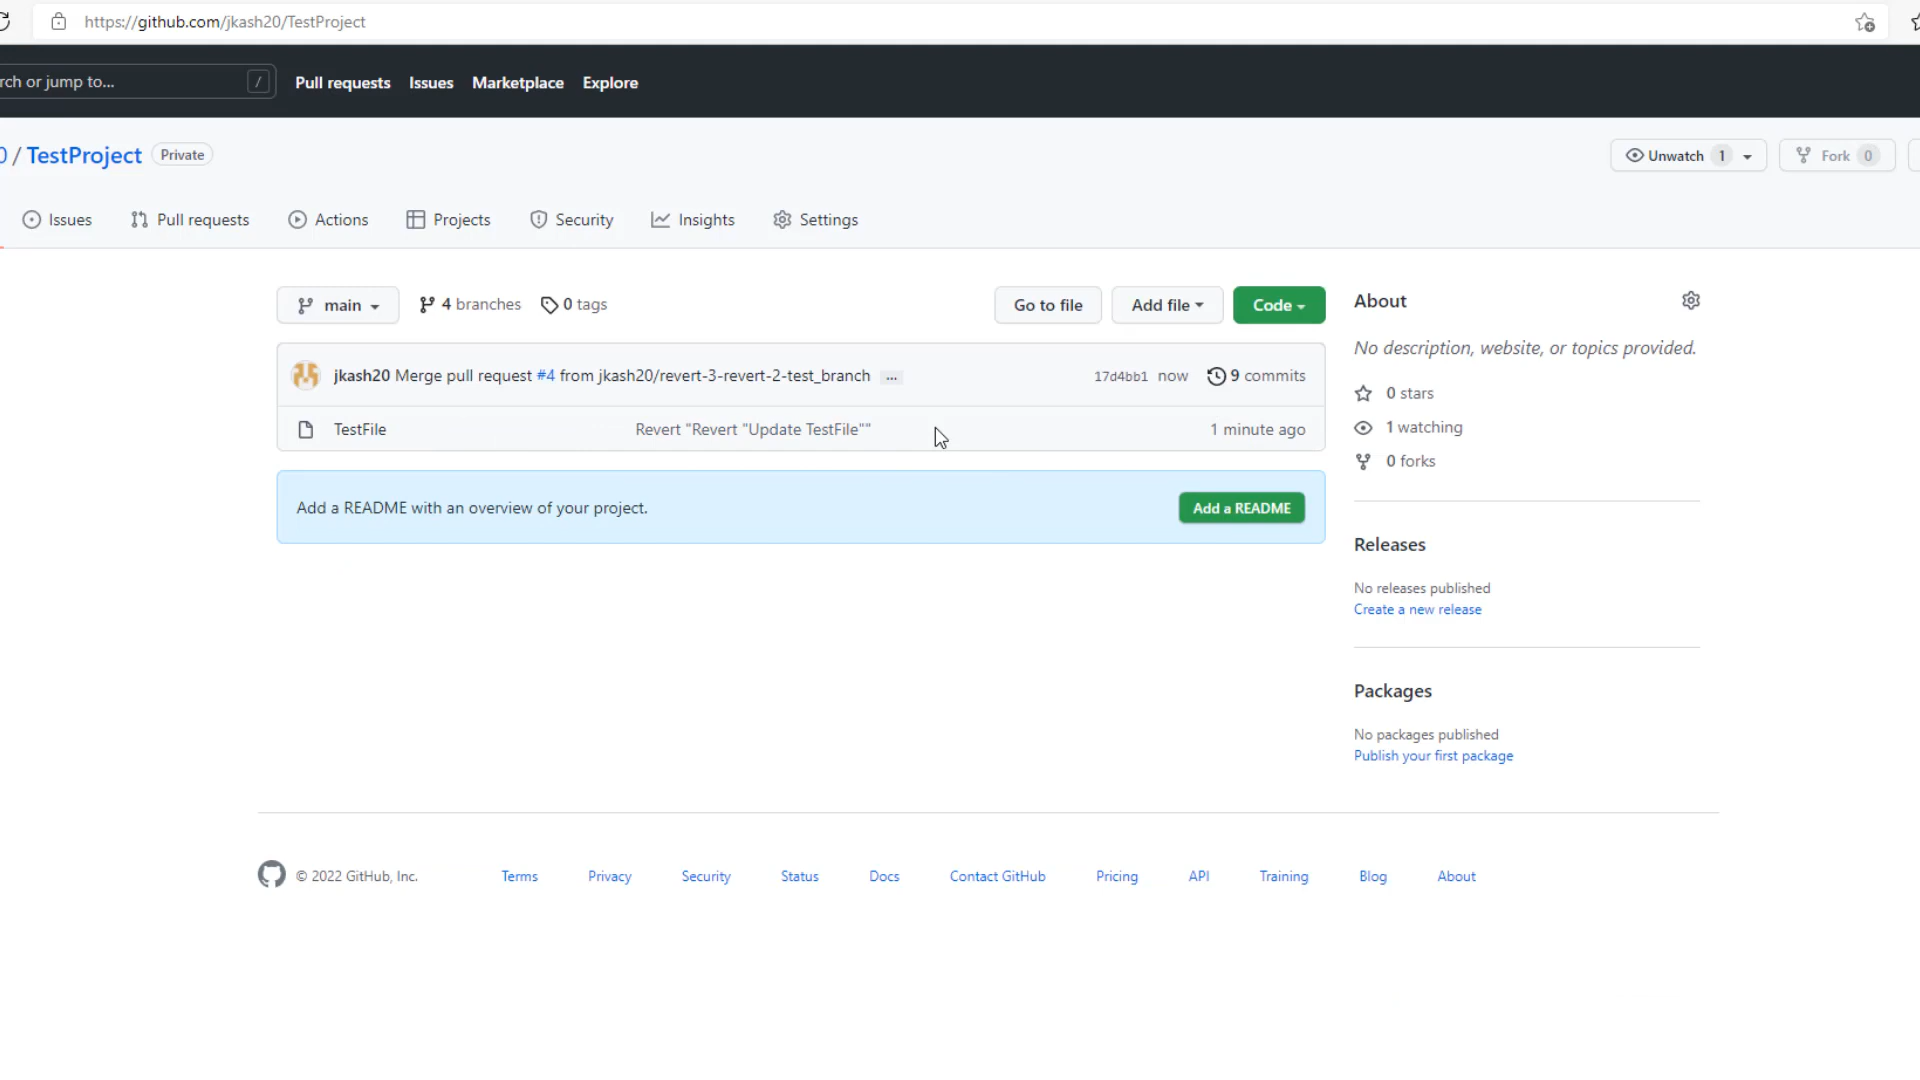 https://github.com/jkash20/TestProject
rch or jump to... / Pull requests Issues Marketplace Explore
0 / TestProject Private Unwatch 1 Fork 0
Issues Pull requests Actions Projects Security Insights Settings
main 4 branches 0 tags Go to file Add file Code
jkash20 Merge pull request #4 from jkash20/revert-3-revert-2-test_branch ... 17d4bb1 now 9 commits
TestFile Revert "Revert "Update TestFile"" 1 minute ago
Add a README with an overview of your project. Add a README
About
No description, website, or topics provided.
0 stars
1 watching
0 forks
Releases
No releases published
Create a new release
Packages
No packages published
Publish your first package
© 2022 GitHub, Inc. Terms Privacy Security Status Docs Contact GitHub Pricing API Training Blog About